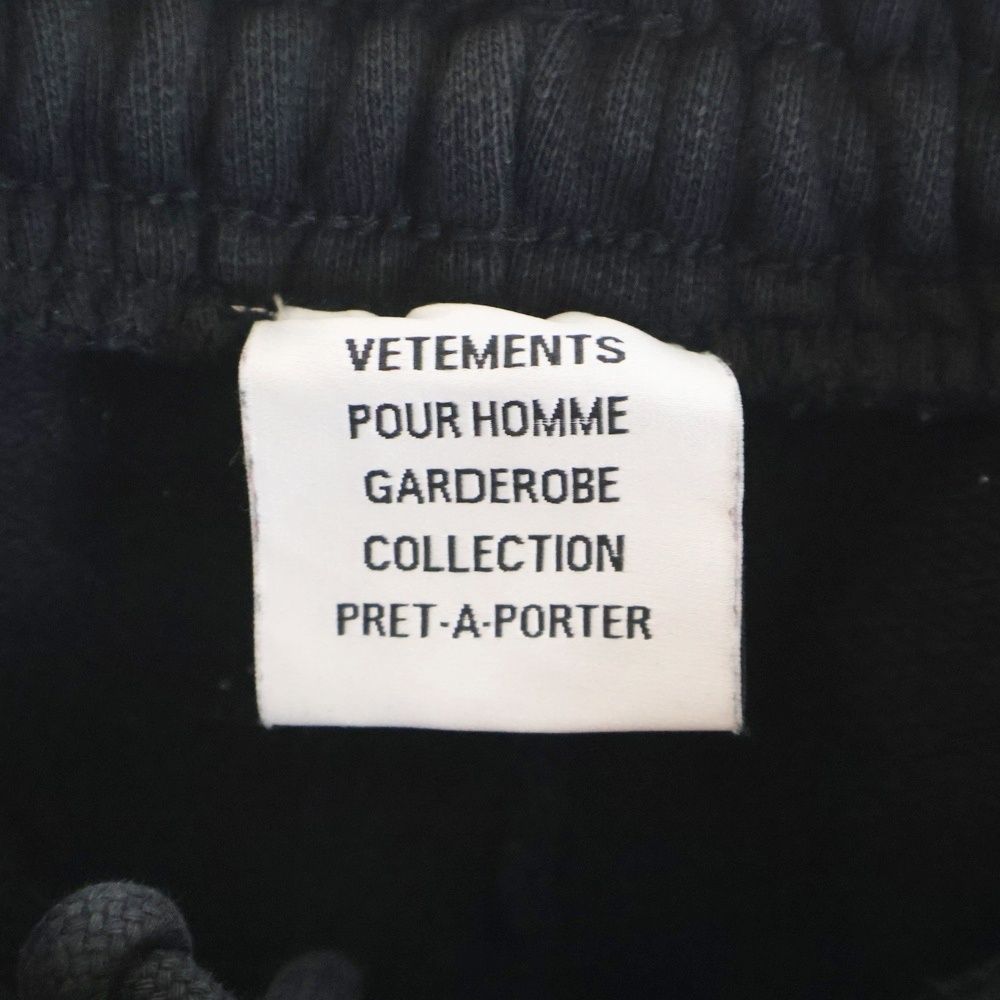 VETEMENTS
POUR HOMME
GARDEROBE
COLLECTION
PRET-A-PORTER